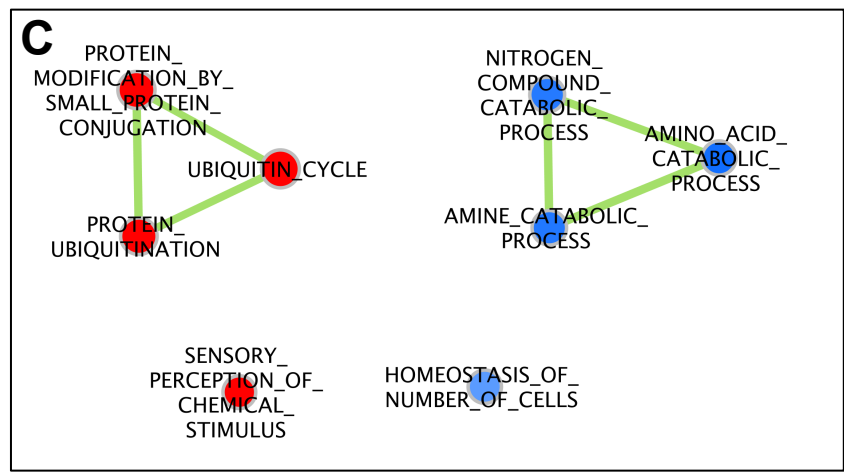 C
PROTEIN_
MODIFICATION_BY_
SMALL_PROTEIN_
CONJUGATION
UBIQUITIN_CYCLE
PROTEIN_
UBIQUITINATION
NITROGEN_
COMPOUND_
CATABOLIC_
PROCESS
AMINO_ACID_
CATABOLIC_
PROCESS
AMINE_CATABOLIC_
PROCESS
SENSORY_
PERCEPTION_OF_
CHEMICAL_
STIMULUS
HOMEOSTASIS_OF_
NUMBER_OF_CELLS